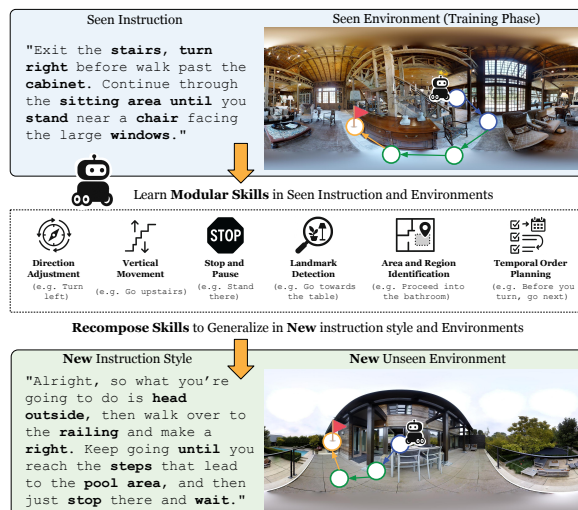 Seen Instruction
Seen Environment (Training Phase)
"Exit the stairs, turn
right before walk past the
cabinet. Continue through
the sitting area until you
stand near a chair facing
the large windows."
Learn Modular Skills in Seen Instruction and Environments
STOP
Direction
Adjustment
(e.g. Turn
left)
Vertical
Movement
(e.g. Go upstairs)
Stop and
Pause
(e.g. Stand
there)
Landmark
Detection
(e.g. Go towards
the table)
Area and Region
Identification
(e.g. Proceed into
the bathroom)
Temporal Order
Planning
(e.g. Before you
turn, go next)
Recompose Skills to Generalize in New instruction style and Environments
New Instruction Style
New Unseen Environment
"Alright, so what you’re
going to do is head
outside, then walk over to
the railing and make a
right. Keep going until you
reach the steps that lead
to the pool area, and then
just stop there and wait."